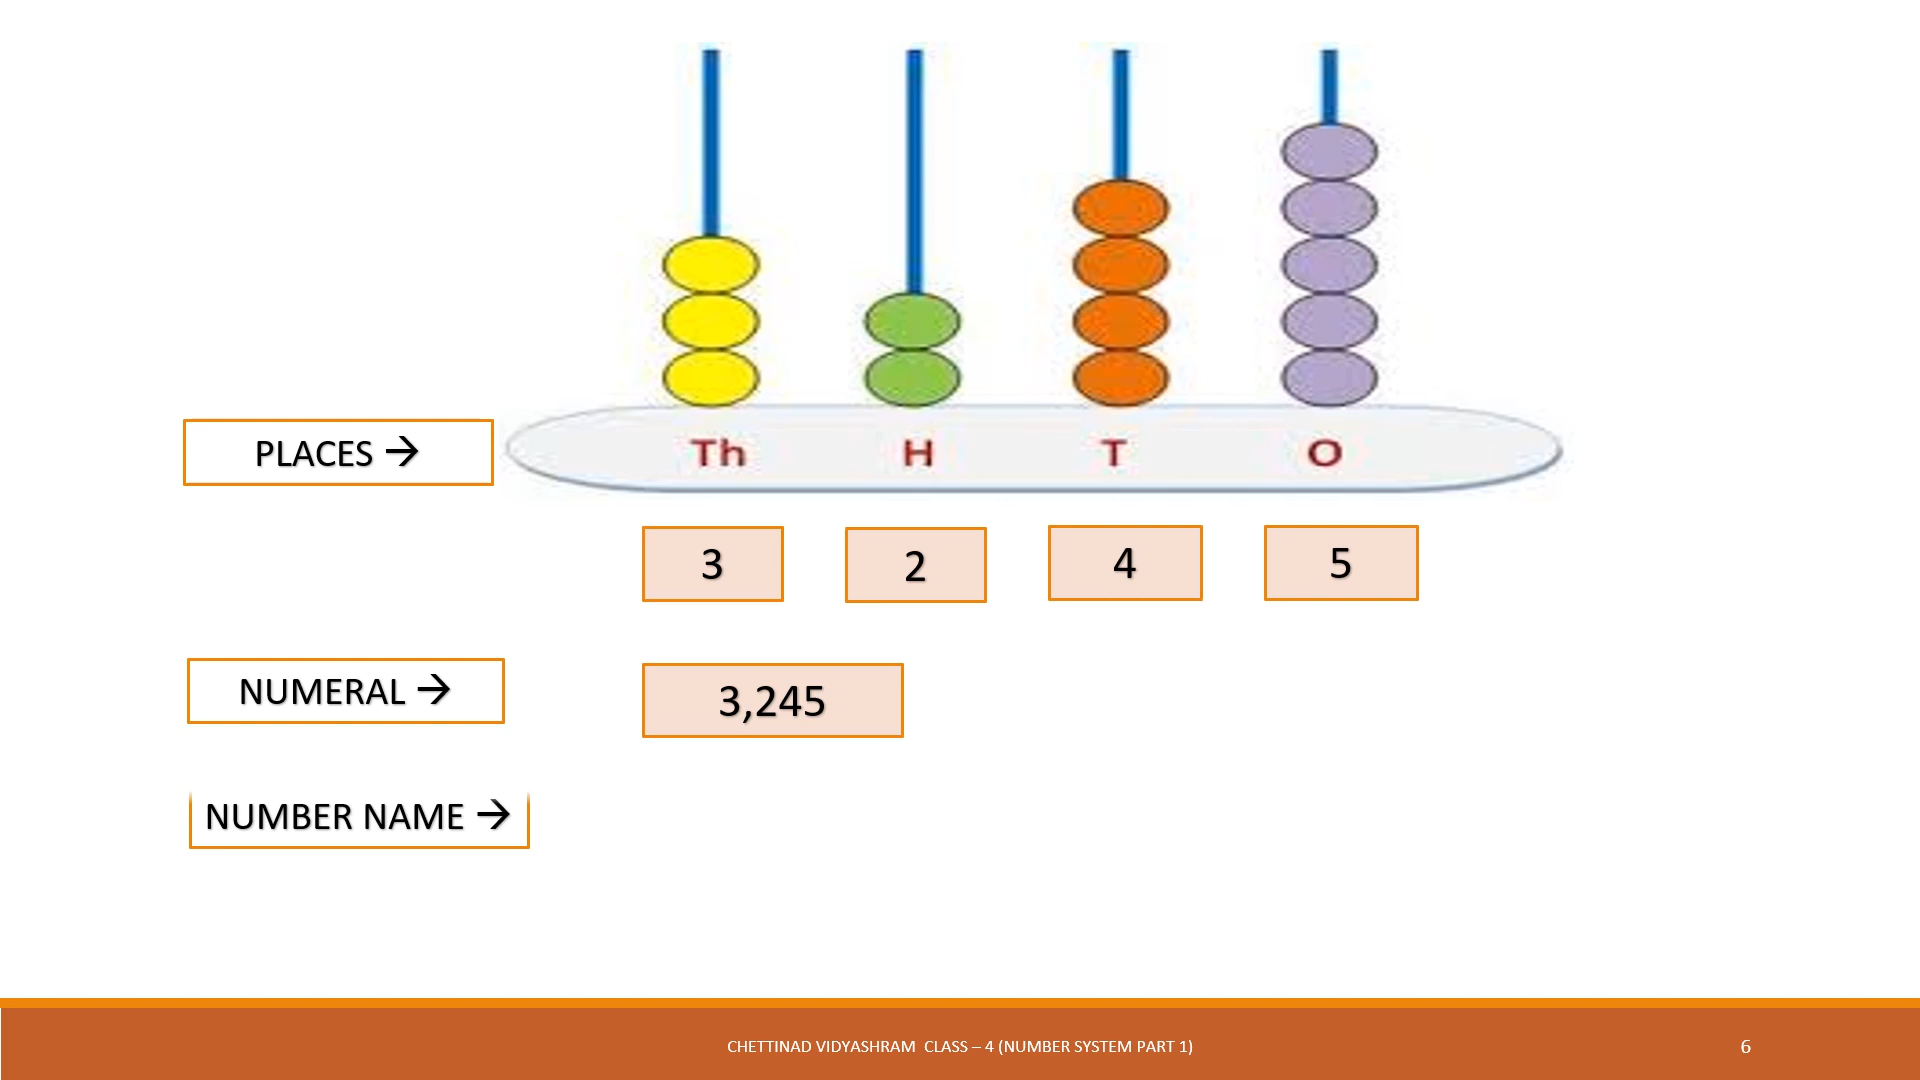 PLACES →
Th H T O
3 2 4 5
NUMERAL →
3,245
NUMBER NAME →
CHETTINAD VIDYASHRAM CLASS – 4 (NUMBER SYSTEM PART 1)
6